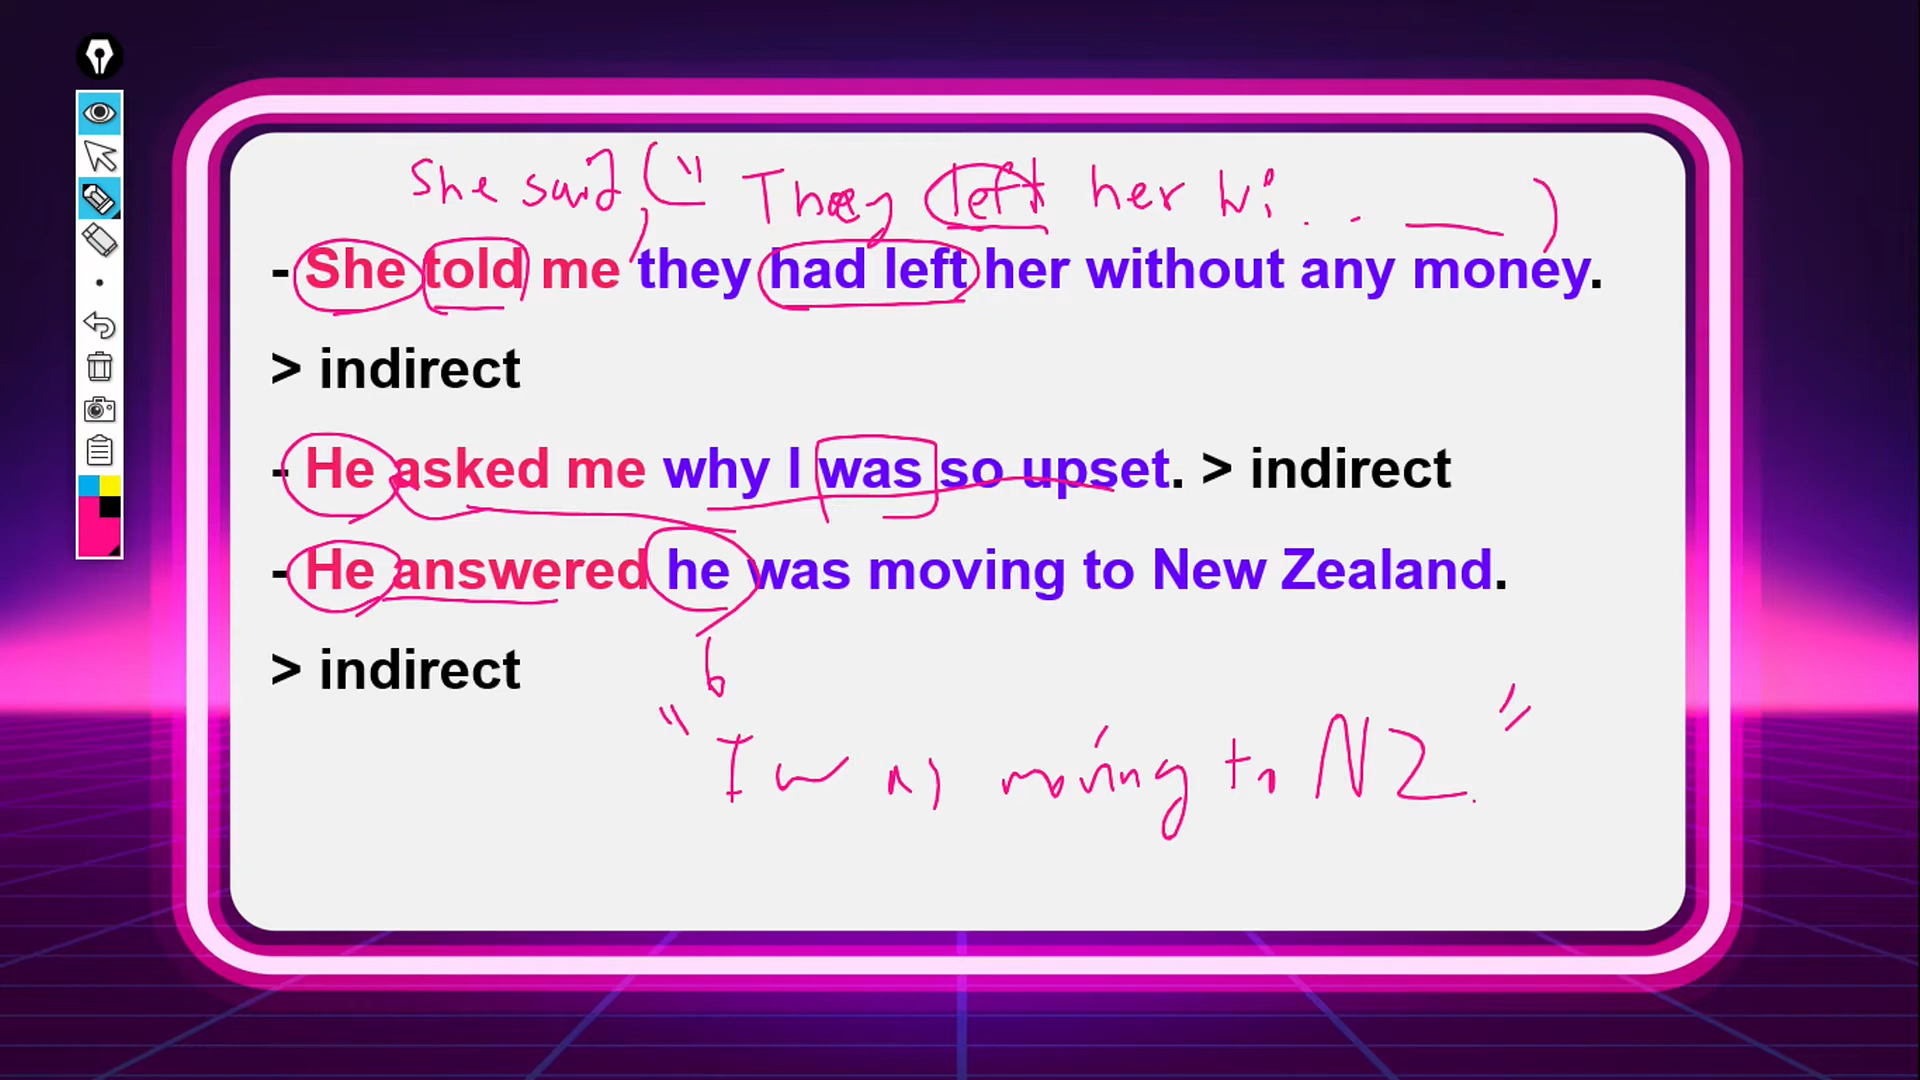 She said, " They left her wi . . __
- She told me they had left her without any money.
> indirect
- He asked me why I was so upset. > indirect
- He answered he was moving to New Zealand.
> indirect
" I was moving to NZ. "